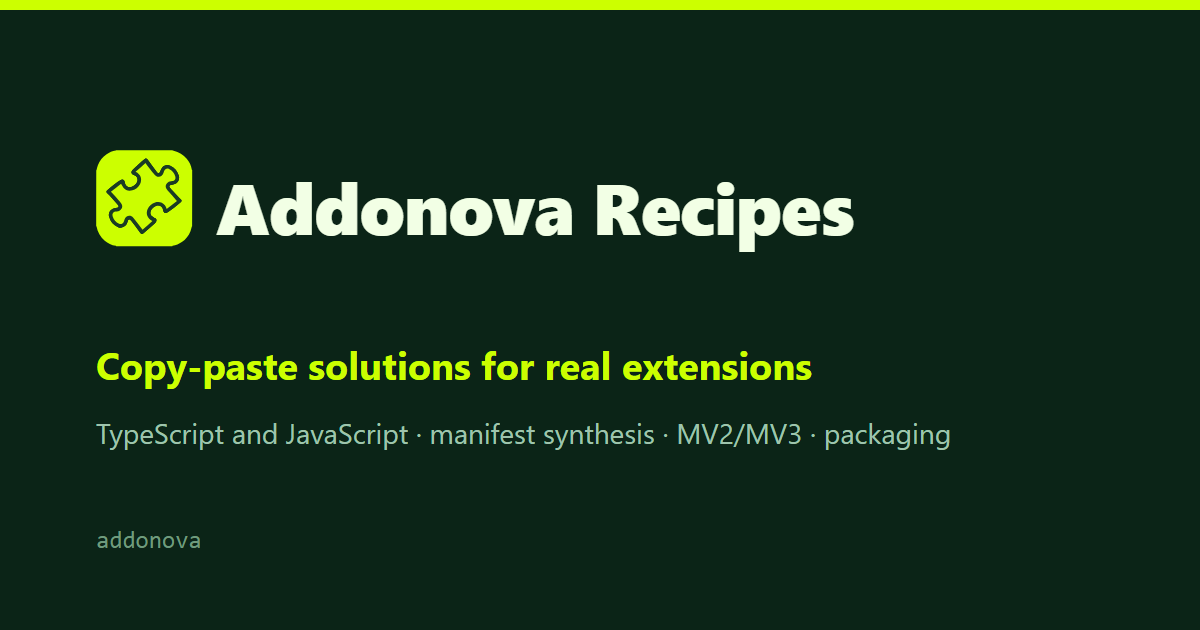 Addonova Recipes
Copy-paste solutions for real extensions
TypeScript and JavaScript · manifest synthesis · MV2/MV3 · packaging
addonova